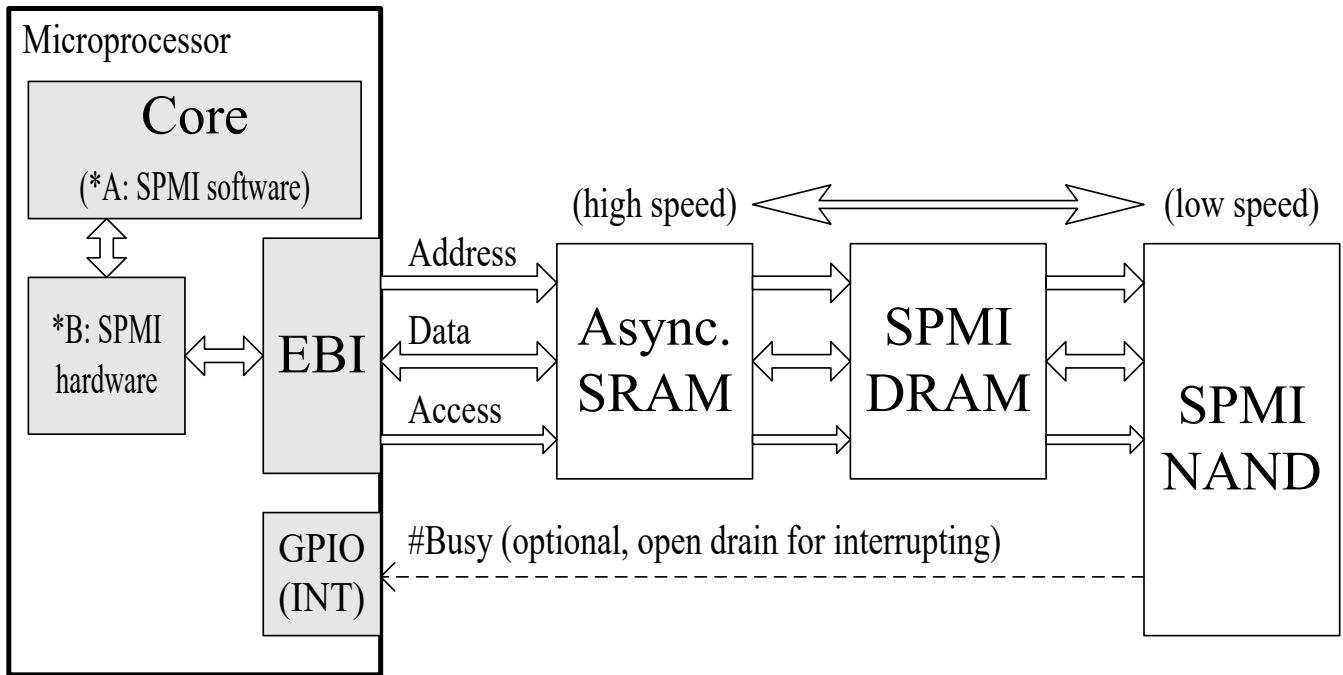 Microprocessor
Core
(*A: SPMI software)
*B: SPMI
hardware
EBI
GPIO
(INT)
Address
Data
Access
(high speed)
(low speed)
Async.
SRAM
SPMI
DRAM
SPMI
NAND
#Busy (optional, open drain for interrupting)